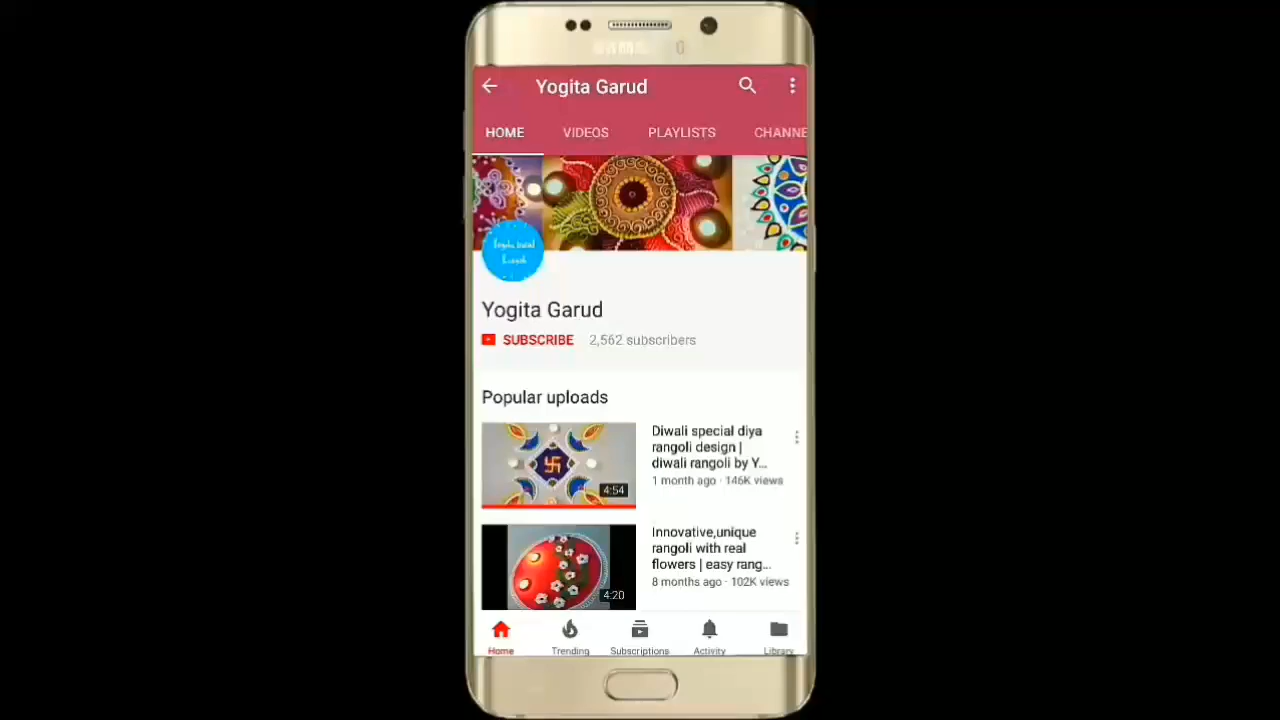 SAMSUNG
Yogita Garud
HOME VIDEOS PLAYLISTS CHANNE
Yogita Garud
SUBSCRIBE 2,562 subscribers
Popular uploads
Diwali special diya
rangoli design |
diwali rangoli by Y...
1 month ago · 146K views
4:54
Innovative,unique
rangoli with real
flowers | easy rang...
8 months ago · 102K views
4:20
Home Trending Subscriptions Activity Library